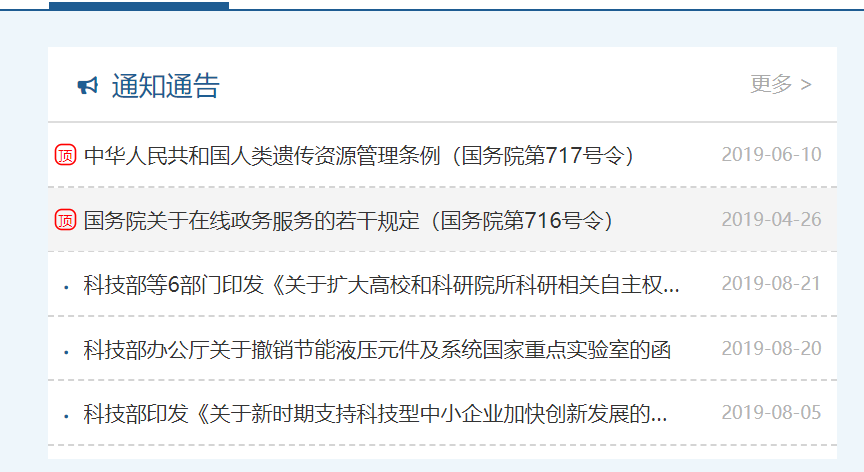 通知通告 更多 >
顶 中华人民共和国人类遗传资源管理条例（国务院第717号令） 2019-06-10
顶 国务院关于在线政务服务的若干规定（国务院第716号令） 2019-04-26
· 科技部等6部门印发《关于扩大高校和科研院所科研相关自主权... 2019-08-21
· 科技部办公厅关于撤销节能液压元件及系统国家重点实验室的函 2019-08-20
· 科技部印发《关于新时期支持科技型中小企业加快创新发展的... 2019-08-05